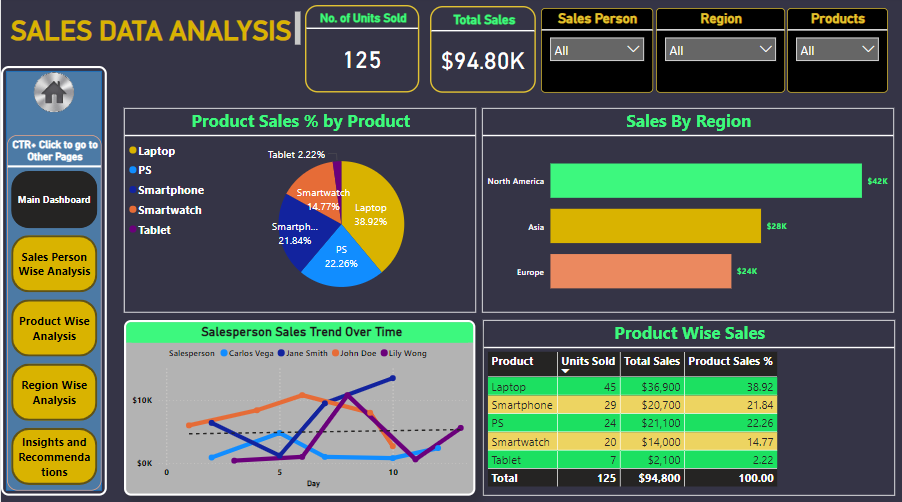 SALES DATA ANALYSIS
No. of Units Sold
125
Total Sales
$94.80K
Sales Person
All
Region
All
Products
All
CTR+ Click to go to
Other Pages
Main Dashboard
Sales Person
Wise Analysis
Product Wise
Analysis
Region Wise
Analysis
Insights and
Recommenda
tions
Product Sales % by Product
Laptop
PS
Smartphone
Smartwatch
Tablet
Tablet 2.22%
Smartwatch
14.77%
Laptop
38.92%
Smartph...
21.84%
PS
22.26%
Sales By Region
North America
$42K
Asia
$28K
Europe
$24K
Salesperson Sales Trend Over Time
Salesperson Carlos Vega Jane Smith John Doe Lily Wong
$10K
$0K
0 5 10
Day
Product Wise Sales
Product Units Sold Total Sales Product Sales %
Laptop 45 $36,900 38.92
Smartphone 29 $20,700 21.84
PS 24 $21,100 22.26
Smartwatch 20 $14,000 14.77
Tablet 7 $2,100 2.22
Total 125 $94,800 100.00